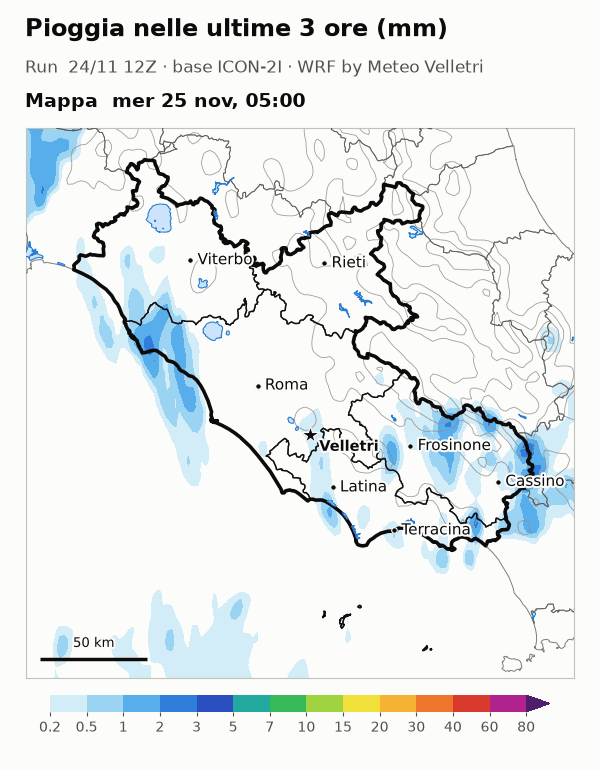 Pioggia nelle ultime 3 ore (mm)
Run  24/11 12Z · base ICON-2I · WRF by Meteo Velletri
Mappa  mer 25 nov, 05:00
Viterbo
Rieti
Roma
Velletri
Frosinone
Latina
Cassino
Terracina
50 km
0.2 0.5 1 2 3 5 7 10 15 20 30 40 60 80